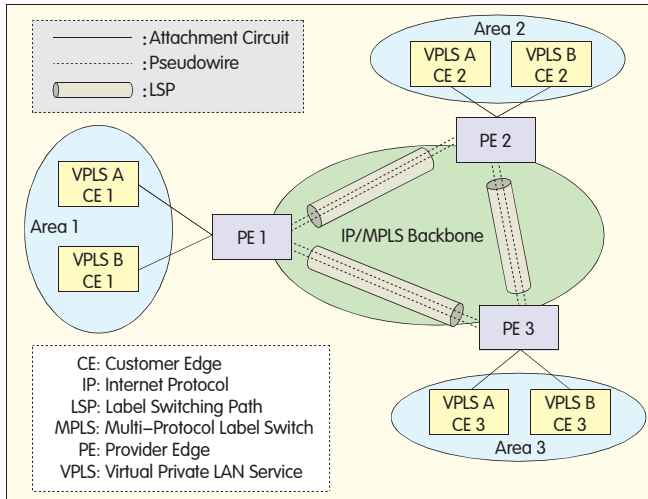 : Attachment Circuit
: Pseudowire
: LSP
Area 2
VPLS A
CE 2
VPLS B
CE 2
PE 2
VPLS A
CE 1
Area 1
VPLS B
CE 1
PE 1
IP/MPLS Backbone
PE 3
VPLS A
CE 3
VPLS B
CE 3
Area 3
CE: Customer Edge
IP: Internet Protocol
LSP: Label Switching Path
MPLS: Multi-Protocol Label Switch
PE: Provider Edge
VPLS: Virtual Private LAN Service